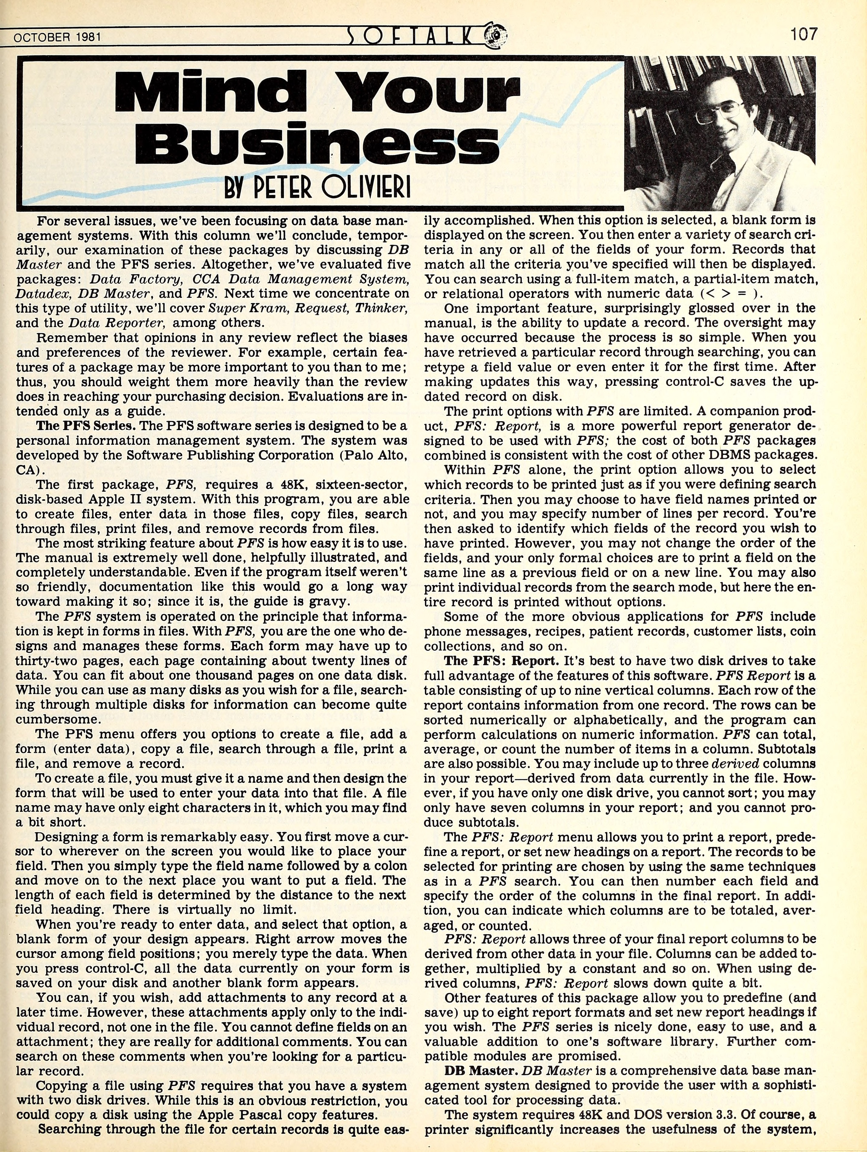 OCTOBER 1981
SOFTALK
107
Mind Your
Business
BY PETER OLIVIERI
For several issues, we've been focusing on data base man-
agement systems. With this column we'll conclude, tempor-
arily, our examination of these packages by discussing DB
Master and the PFS series. Altogether, we've evaluated five
packages: Data Factory, CCA Data Management System,
Datadex, DB Master, and PFS. Next time we concentrate on
this type of utility, we'll cover Super Kram, Request, Thinker,
and the Data Reporter, among others.
Remember that opinions in any review reflect the biases
and preferences of the reviewer. For example, certain fea-
tures of a package may be more important to you than to me;
thus, you should weight them more heavily than the review
does in reaching your purchasing decision. Evaluations are in-
tended only as a guide.
The PFS Series. The PFS software series is designed to be a
personal information management system. The system was
developed by the Software Publishing Corporation (Palo Alto,
CA).
The first package, PFS, requires a 48K, sixteen-sector,
disk-based Apple II system. With this program, you are able
to create files, enter data in those files, copy files, search
through files, print files, and remove records from files.
The most striking feature about PFS is how easy it is to use.
The manual is extremely well done, helpfully illustrated, and
completely understandable. Even if the program itself weren't
so friendly, documentation like this would go a long way
toward making it so; since it is, the guide is gravy.
The PFS system is operated on the principle that informa-
tion is kept in forms in files. With PFS, you are the one who de-
signs and manages these forms. Each form may have up to
thirty-two pages, each page containing about twenty lines of
data. You can fit about one thousand pages on one data disk.
While you can use as many disks as you wish for a file, search-
ing through multiple disks for information can become quite
cumbersome.
The PFS menu offers you options to create a file, add a
form (enter data), copy a file, search through a file, print a
file, and remove a record.
To create a file, you must give it a name and then design the
form that will be used to enter your data into that file. A file
name may have only eight characters in it, which you may find
a bit short.
Designing a form is remarkably easy. You first move a cur-
sor to wherever on the screen you would like to place your
field. Then you simply type the field name followed by a colon
and move on to the next place you want to put a field. The
length of each field is determined by the distance to the next
field heading. There is virtually no limit.
When you're ready to enter data, and select that option, a
blank form of your design appears. Right arrow moves the
cursor among field positions; you merely type the data. When
you press control-C, all the data currently on your form is
saved on your disk and another blank form appears.
You can, if you wish, add attachments to any record at a
later time. However, these attachments apply only to the indi-
vidual record, not one in the file. You cannot define fields on an
attachment; they are really for additional comments. You can
search on these comments when you're looking for a particu-
lar record.
Copying a file using PFS requires that you have a system
with two disk drives. While this is an obvious restriction, you
could copy a disk using the Apple Pascal copy features.
Searching through the file for certain records is quite eas-
ily accomplished. When this option is selected, a blank form is
displayed on the screen. You then enter a variety of search cri-
teria in any or all of the fields of your form. Records that
match all the criteria you've specified will then be displayed.
You can search using a full-item match, a partial-item match,
or relational operators with numeric data (< > = ).
One important feature, surprisingly glossed over in the
manual, is the ability to update a record. The oversight may
have occurred because the process is so simple. When you
have retrieved a particular record through searching, you can
retype a field value or even enter it for the first time. After
making updates this way, pressing control-C saves the up-
dated record on disk.
The print options with PFS are limited. A companion prod-
uct, PFS: Report, is a more powerful report generator de-
signed to be used with PFS; the cost of both PFS packages
combined is consistent with the cost of other DBMS packages.
Within PFS alone, the print option allows you to select
which records to be printed just as if you were defining search
criteria. Then you may choose to have field names printed or
not, and you may specify number of lines per record. You're
then asked to identify which fields of the record you wish to
have printed. However, you may not change the order of the
fields, and your only formal choices are to print a field on the
same line as a previous field or on a new line. You may also
print individual records from the search mode, but here the en-
tire record is printed without options.
Some of the more obvious applications for PFS include
phone messages, recipes, patient records, customer lists, coin
collections, and so on.
The PFS: Report. It's best to have two disk drives to take
full advantage of the features of this software. PFS Report is a
table consisting of up to nine vertical columns. Each row of the
report contains information from one record. The rows can be
sorted numerically or alphabetically, and the program can
perform calculations on numeric information. PFS can total,
average, or count the number of items in a column. Subtotals
are also possible. You may include up to three derived columns
in your report—derived from data currently in the file. How-
ever, if you have only one disk drive, you cannot sort; you may
only have seven columns in your report; and you cannot pro-
duce subtotals.
The PFS: Report menu allows you to print a report, prede-
fine a report, or set new headings on a report. The records to be
selected for printing are chosen by using the same techniques
as in a PFS search. You can then number each field and
specify the order of the columns in the final report. In addi-
tion, you can indicate which columns are to be totaled, aver-
aged, or counted.
PFS: Report allows three of your final report columns to be
derived from other data in your file. Columns can be added to-
gether, multiplied by a constant and so on. When using de-
rived columns, PFS: Report slows down quite a bit.
Other features of this package allow you to predefine (and
save) up to eight report formats and set new report headings if
you wish. The PFS series is nicely done, easy to use, and a
valuable addition to one's software library. Further com-
patible modules are promised.
DB Master. DB Master is a comprehensive data base man-
agement system designed to provide the user with a sophisti-
cated tool for processing data.
The system requires 48K and DOS version 3.3. Of course, a
printer significantly increases the usefulness of the system,